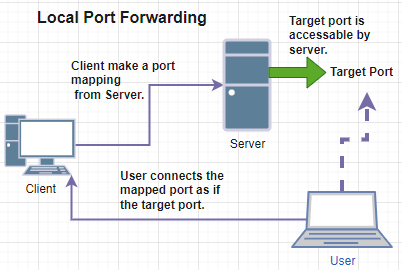 Local Port Forwarding
Target port is
accessable by
server.
Client make a port
mapping
from Server.
Target Port
Server
Client
User connects the
mapped port as if
the target port.
User